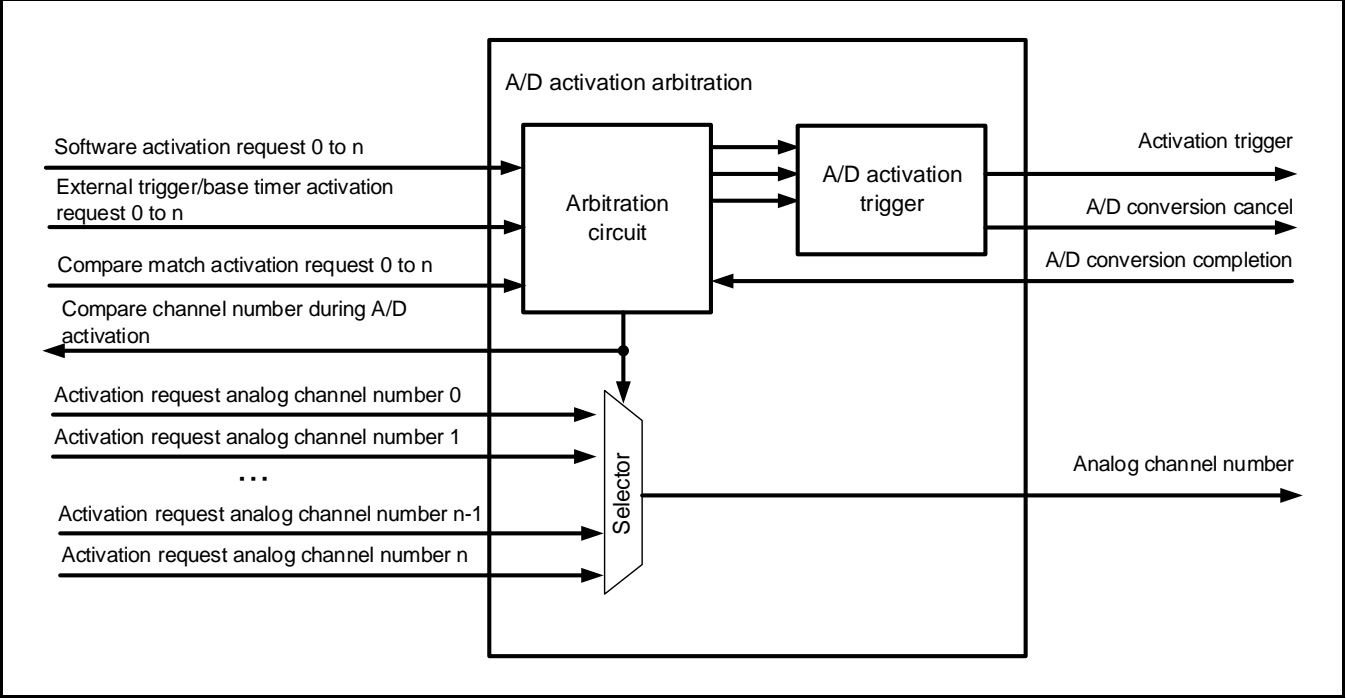 A/D activation arbitration
Software activation request 0 to n
External trigger/base timer activation
request 0 to n
Compare match activation request 0 to n
Compare channel number during A/D
activation
Activation request analog channel number 0
Activation request analog channel number 1
...
Activation request analog channel number n-1
Activation request analog channel number n
Arbitration
circuit
A/D activation
trigger
Selector
Activation trigger
A/D conversion cancel
A/D conversion completion
Analog channel number